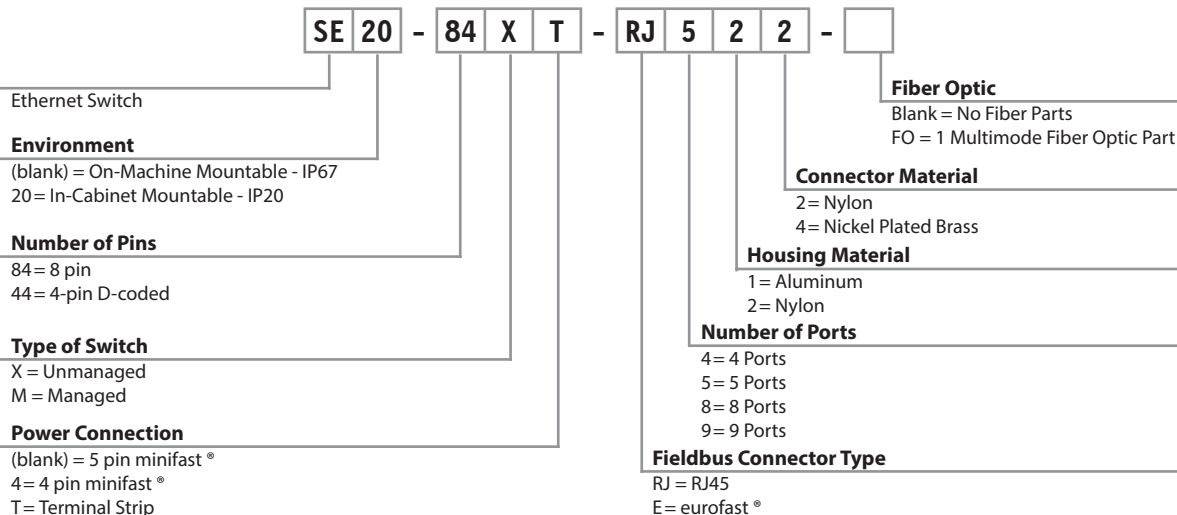 SE 20 - 84 X T - RJ 5 2 2 -
Ethernet Switch
Environment
(blank) = On-Machine Mountable - IP67
20 = In-Cabinet Mountable - IP20
Number of Pins
84 = 8 pin
44 = 4-pin D-coded
Type of Switch
X = Unmanaged
M = Managed
Power Connection
(blank) = 5 pin minifast ®
4 = 4 pin minifast ®
T = Terminal Strip
Fiber Optic
Blank = No Fiber Parts
FO = 1 Multimode Fiber Optic Part
Connector Material
2 = Nylon
4 = Nickel Plated Brass
Housing Material
1 = Aluminum
2 = Nylon
Number of Ports
4 = 4 Ports
5 = 5 Ports
8 = 8 Ports
9 = 9 Ports
Fieldbus Connector Type
RJ = RJ45
E = eurofast ®